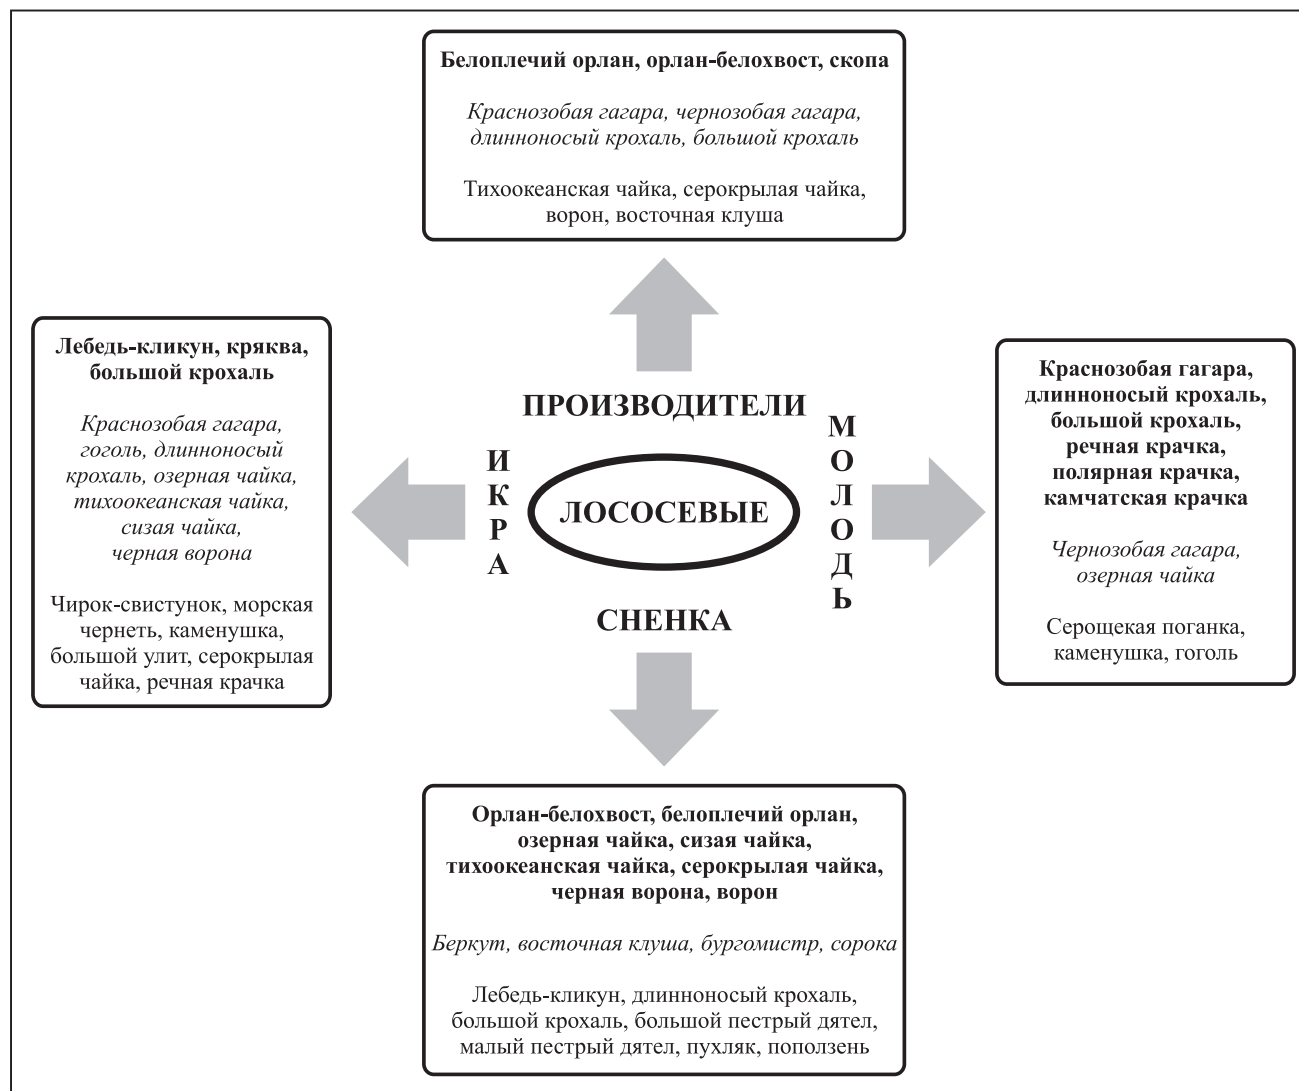 Белоплечий орлан, орлан-белохвост, скопа
Краснозобая гагара, чернозобая гагара,
длинноносый крохаль, большой крохаль
Тихоокеанская чайка, серокрылая чайка,
ворон, восточная клуша
Лебедь-кликун, кряква,
большой крохаль
Краснозобая гагара,
гоголь, длинноносый
крохаль, озерная чайка,
тихоокеанская чайка,
сизая чайка,
черная ворона
Чирок-свистунок, морская
чернеть, каменушка,
большой улит, серокрылая
чайка, речная крачка
ПРОИЗВОДИТЕЛИ
ИКРА
ЛОСОСЕВЫЕ
МОЛОДЬ
СНЕНКА
Краснозобая гагара,
длинноносый крохаль,
большой крохаль,
речная крачка,
полярная крачка,
камчатская крачка
Чернозобая гагара,
озерная чайка
Серощекая поганка,
каменушка, гоголь
Орлан-белохвост, белоплечий орлан,
озерная чайка, сизая чайка,
тихоокеанская чайка, серокрылая чайка,
черная ворона, ворон
Беркут, восточная клуша, бургомистр, сорока
Лебедь-кликун, длинноносый крохаль,
большой крохаль, большой пестрый дятел,
малый пестрый дятел, пухляк, поползень